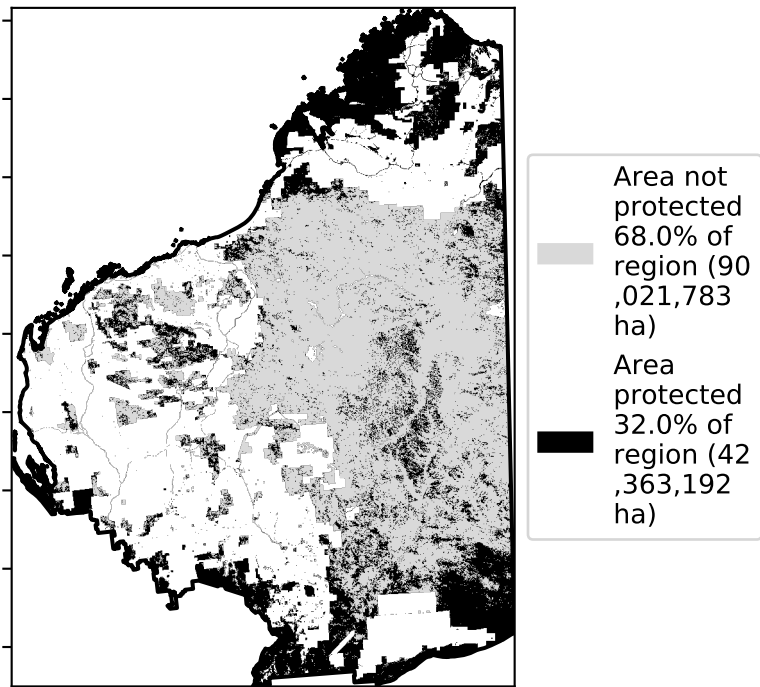 Area not
protected
68.0% of
region (90
,021,783
ha)
Area
protected
32.0% of
region (42
,363,192
ha)